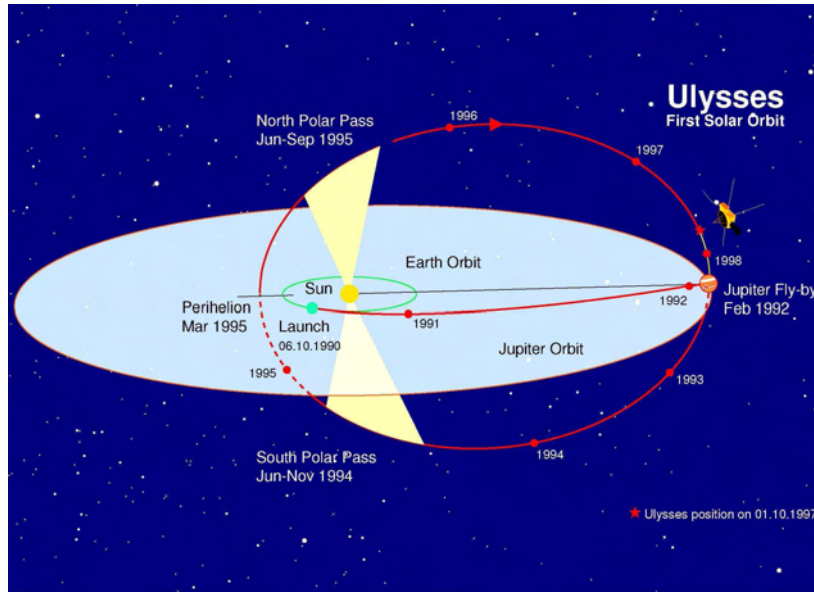 Ulysses
First Solar Orbit
1996
North Polar Pass
Jun-Sep 1995
1997
1998
Earth Orbit
Sun
1992
Jupiter Fly-by
Feb 1992
Perihelion
Mar 1995
Launch
06.10.1990
1991
Jupiter Orbit
1995
1993
1994
South Polar Pass
Jun-Nov 1994
Ulysses position on 01.10.1997